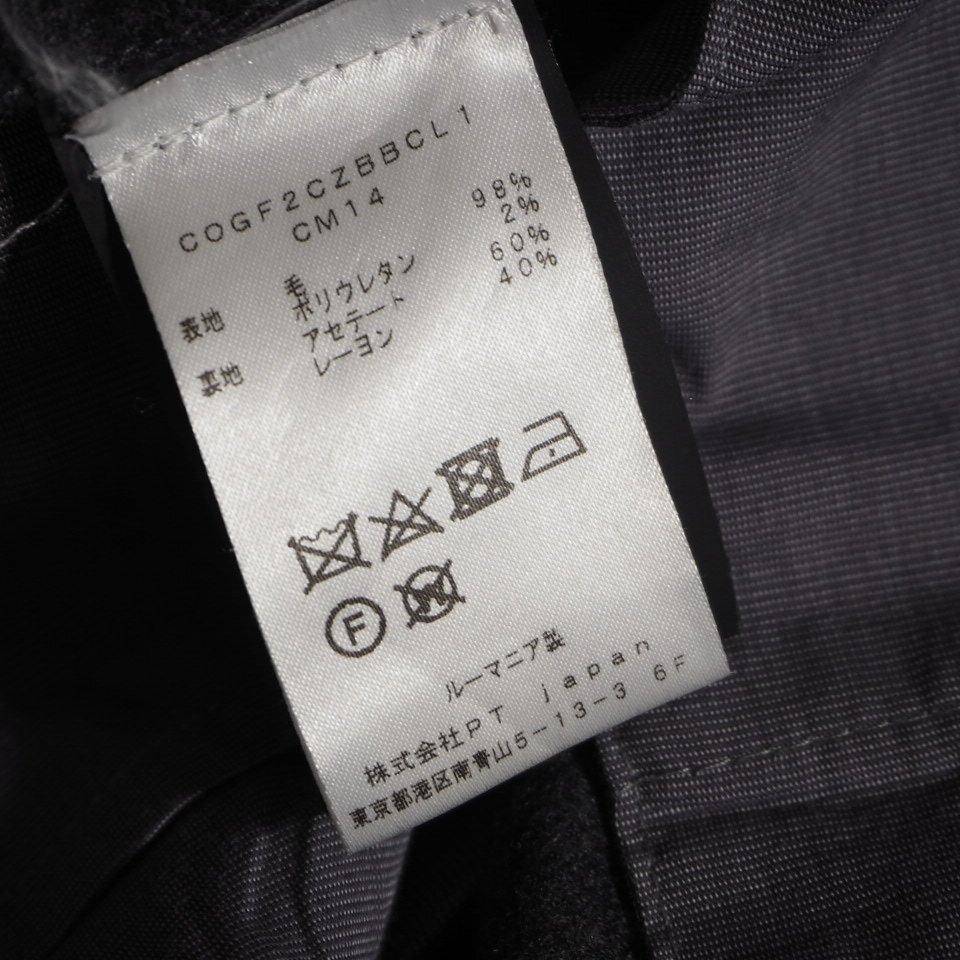 COGF2CZBBCL1
CM14
表地 毛 98%
ポリウレタン 2%
裏地 アセテート 60%
レーヨン 40%
F
W
ルーマニア製
株式会社PT japan
東京都港区南青山5-13-3 6F